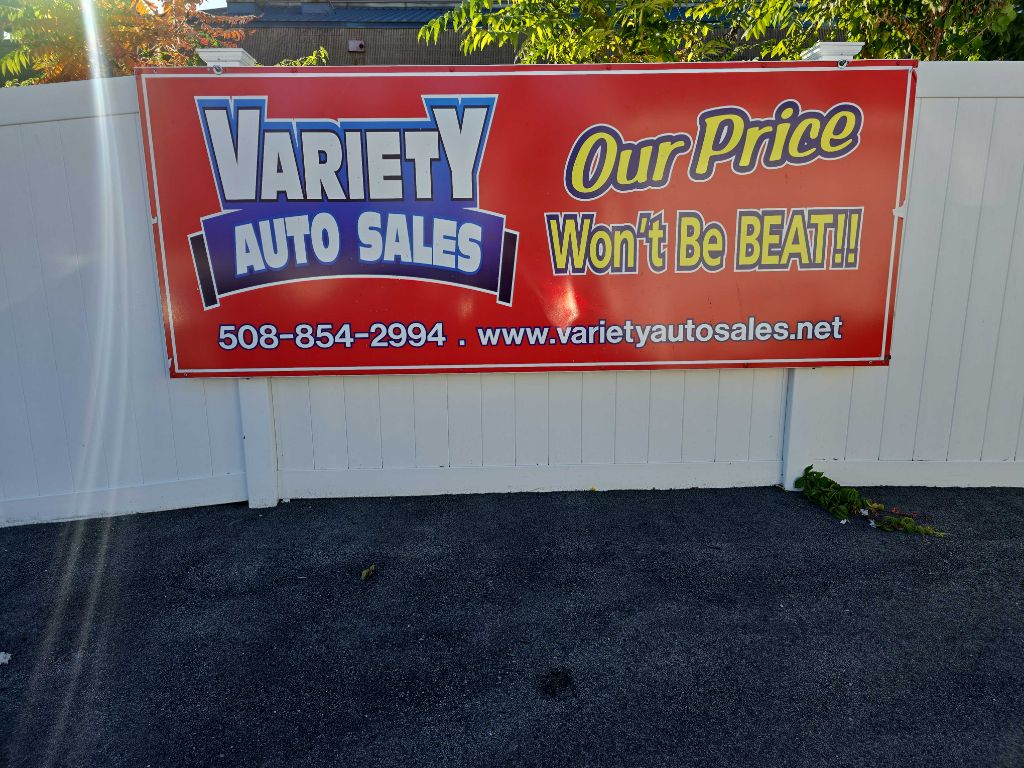 VARIETY
AUTO SALES
Our Price
Won't Be BEAT!!
508-854-2994 . www.varietyautosales.net